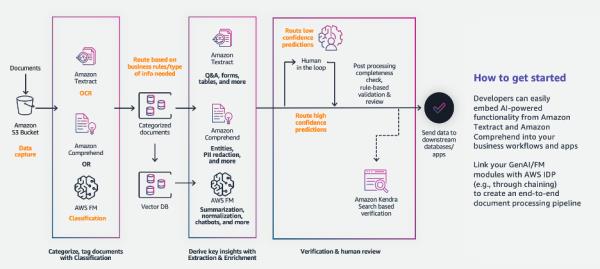 Documents
Amazon
S3 Bucket
Data
capture
Amazon
Textract
OCR
Amazon
Comprehend
OR
AWS FM
Classification
Categorize, tag documents
with Classification
Route based on
business rules/type
of info needed
Categorized
documents
Vector DB
Amazon
Textract
Q&A, forms,
tables, and more
Amazon
Comprehend
Entities,
PII redaction,
and more
AWS FM
Summarization,
normalization,
chatbots, and more
Derive key insights with
Extraction & Enrichment
Route low
confidence
predictions
Human
in the loop
Route high
confidence
predictions
Post processing
completeness
check,
rule-based
validation &
review
Amazon Kendra
Search based
verification
Verification & human review
Send data to
downstream
databases/
apps
How to get started
Developers can easily
embed AI-powered
functionality from Amazon
Textract and Amazon
Comprehend into your
business workflows and apps
Link your GenAI/FM
modules with AWS IDP
(e.g., through chaining)
to create an end-to-end
document processing pipeline